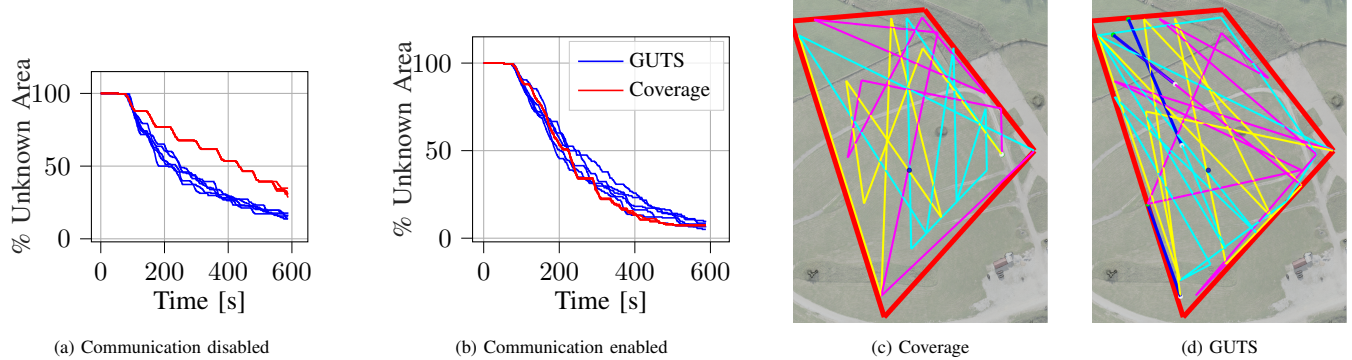 % Unknown Area
100
50
0
0
200
400
600
Time [s]
(a) Communication disabled
% Unknown Area
100
50
0
0
200
400
600
Time [s]
GUTS
Coverage
(b) Communication enabled
(c) Coverage
(d) GUTS